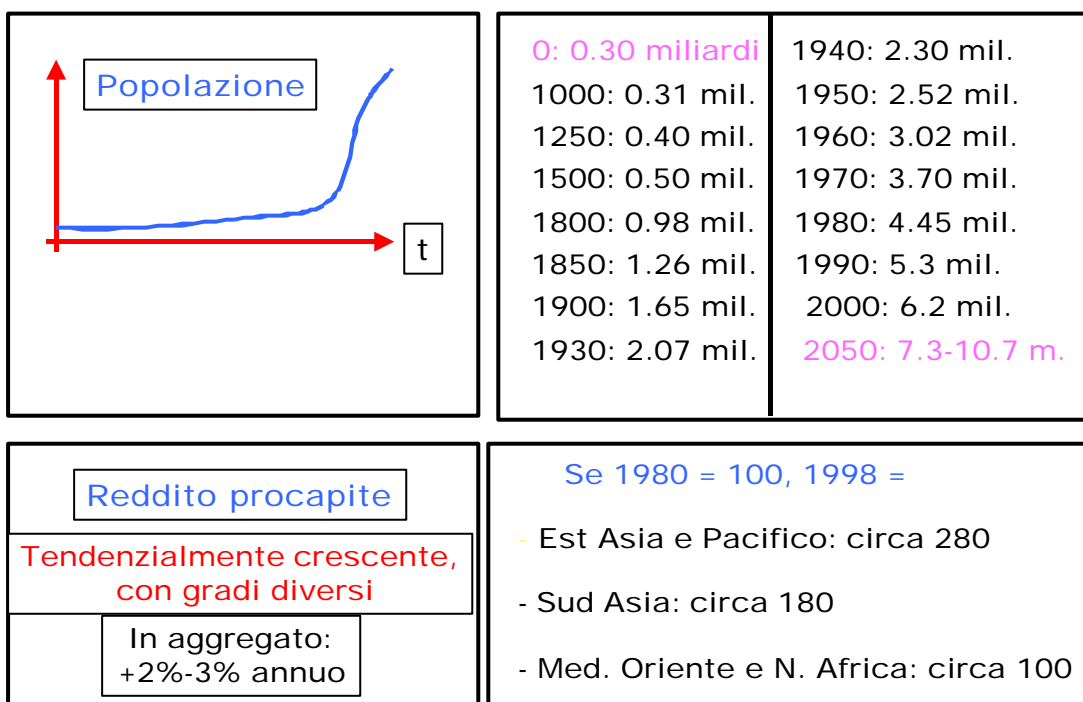 Popolazione
t
0: 0.30 miliardi
1000: 0.31 mil.
1250: 0.40 mil.
1500: 0.50 mil.
1800: 0.98 mil.
1850: 1.26 mil.
1900: 1.65 mil.
1930: 2.07 mil.
1940: 2.30 mil.
1950: 2.52 mil.
1960: 3.02 mil.
1970: 3.70 mil.
1980: 4.45 mil.
1990: 5.3 mil.
2000: 6.2 mil.
2050: 7.3-10.7 m.
Reddito procapite
Tendenzialmente crescente,
con gradi diversi
In aggregato:
+2%-3% annuo
Se 1980 = 100, 1998 =
- Est Asia e Pacifico: circa 280
- Sud Asia: circa 180
- Med. Oriente e N. Africa: circa 100